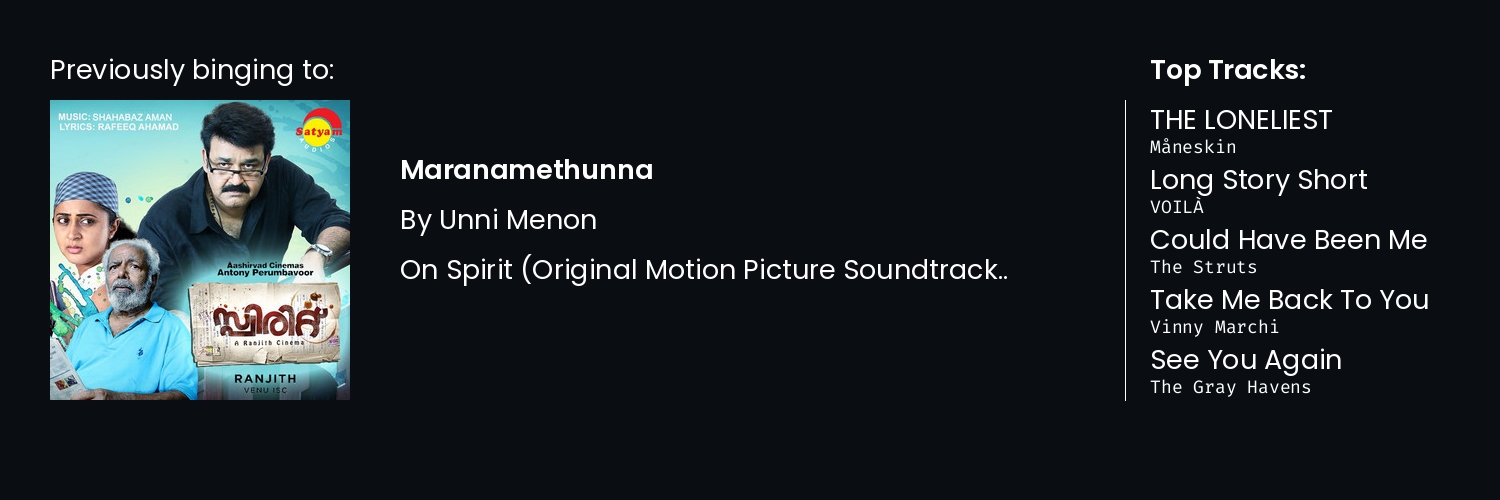 Previously binging to:
MUSIC: SHAHABAZ AMAN
LYRICS: RAFEEQ AHAMAD
Satyam
AUDIOS
Aashirvad Cinemas
Antony Perumbavoor
സ്പിരിറ്റ്
A Ranjith Cinema
RANJITH
VENU ISC
Maranamethunna
By Unni Menon
On Spirit (Original Motion Picture Soundtrack..
Top Tracks:
THE LONELIEST
Måneskin
Long Story Short
VOILÀ
Could Have Been Me
The Struts
Take Me Back To You
Vinny Marchi
See You Again
The Gray Havens